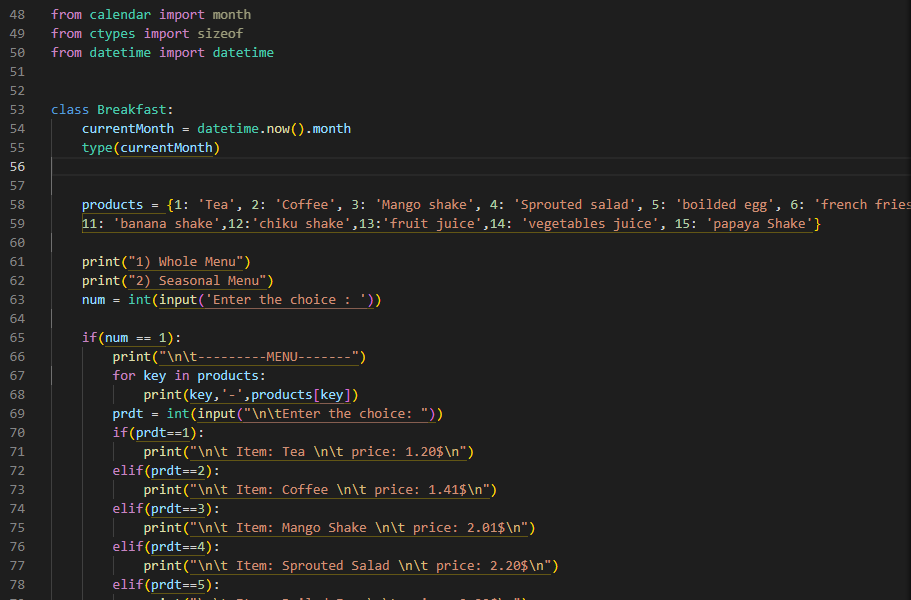 48 from calendar import month
49 from ctypes import sizeof
50 from datetime import datetime
51
52
53 class Breakfast:
54 currentMonth = datetime.now().month
55 type(currentMonth)
56
57
58 products = {1: 'Tea', 2: 'Coffee', 3: 'Mango shake', 4: 'Sprouted salad', 5: 'boilded egg', 6: 'french fries
59 11: 'banana shake',12:'chiku shake',13:'fruit juice',14: 'vegetables juice', 15: 'papaya Shake'}
60
61 print("1) Whole Menu")
62 print("2) Seasonal Menu")
63 num = int(input('Enter the choice : '))
64
65 if(num == 1):
66 print("\n\t---------MENU-------")
67 for key in products:
68 print(key,'-',products[key])
69 prdt = int(input("\n\tEnter the choice: "))
70 if(prdt==1):
71 print("\n\t Item: Tea \n\t price: 1.20$\n")
72 elif(prdt==2):
73 print("\n\t Item: Coffee \n\t price: 1.41$\n")
74 elif(prdt==3):
75 print("\n\t Item: Mango Shake \n\t price: 2.01$\n")
76 elif(prdt==4):
77 print("\n\t Item: Sprouted Salad \n\t price: 2.20$\n")
78 elif(prdt==5):